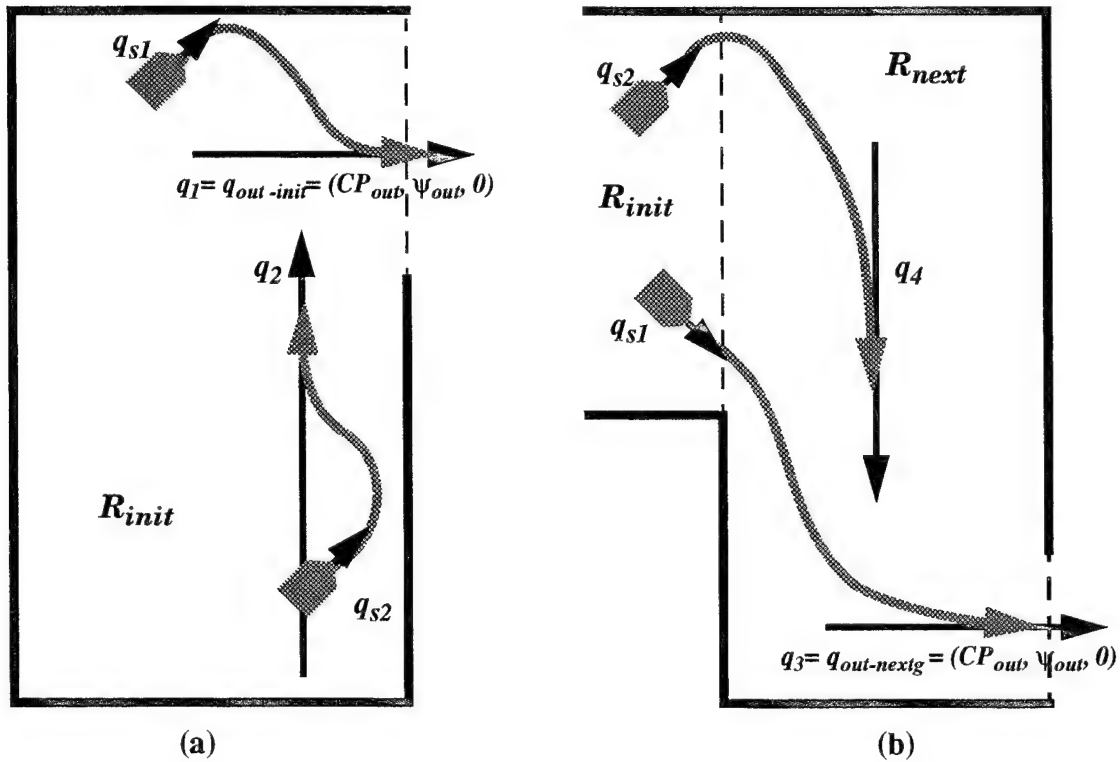 q_s1
q_1 = q_out-init = (CP_out, ψ_out, 0)
q_2
R_init
q_s2
(a)
q_s2
R_next
R_init
q_4
q_s1
q_3 = q_out-nextg = (CP_out, ψ_out, 0)
(b)